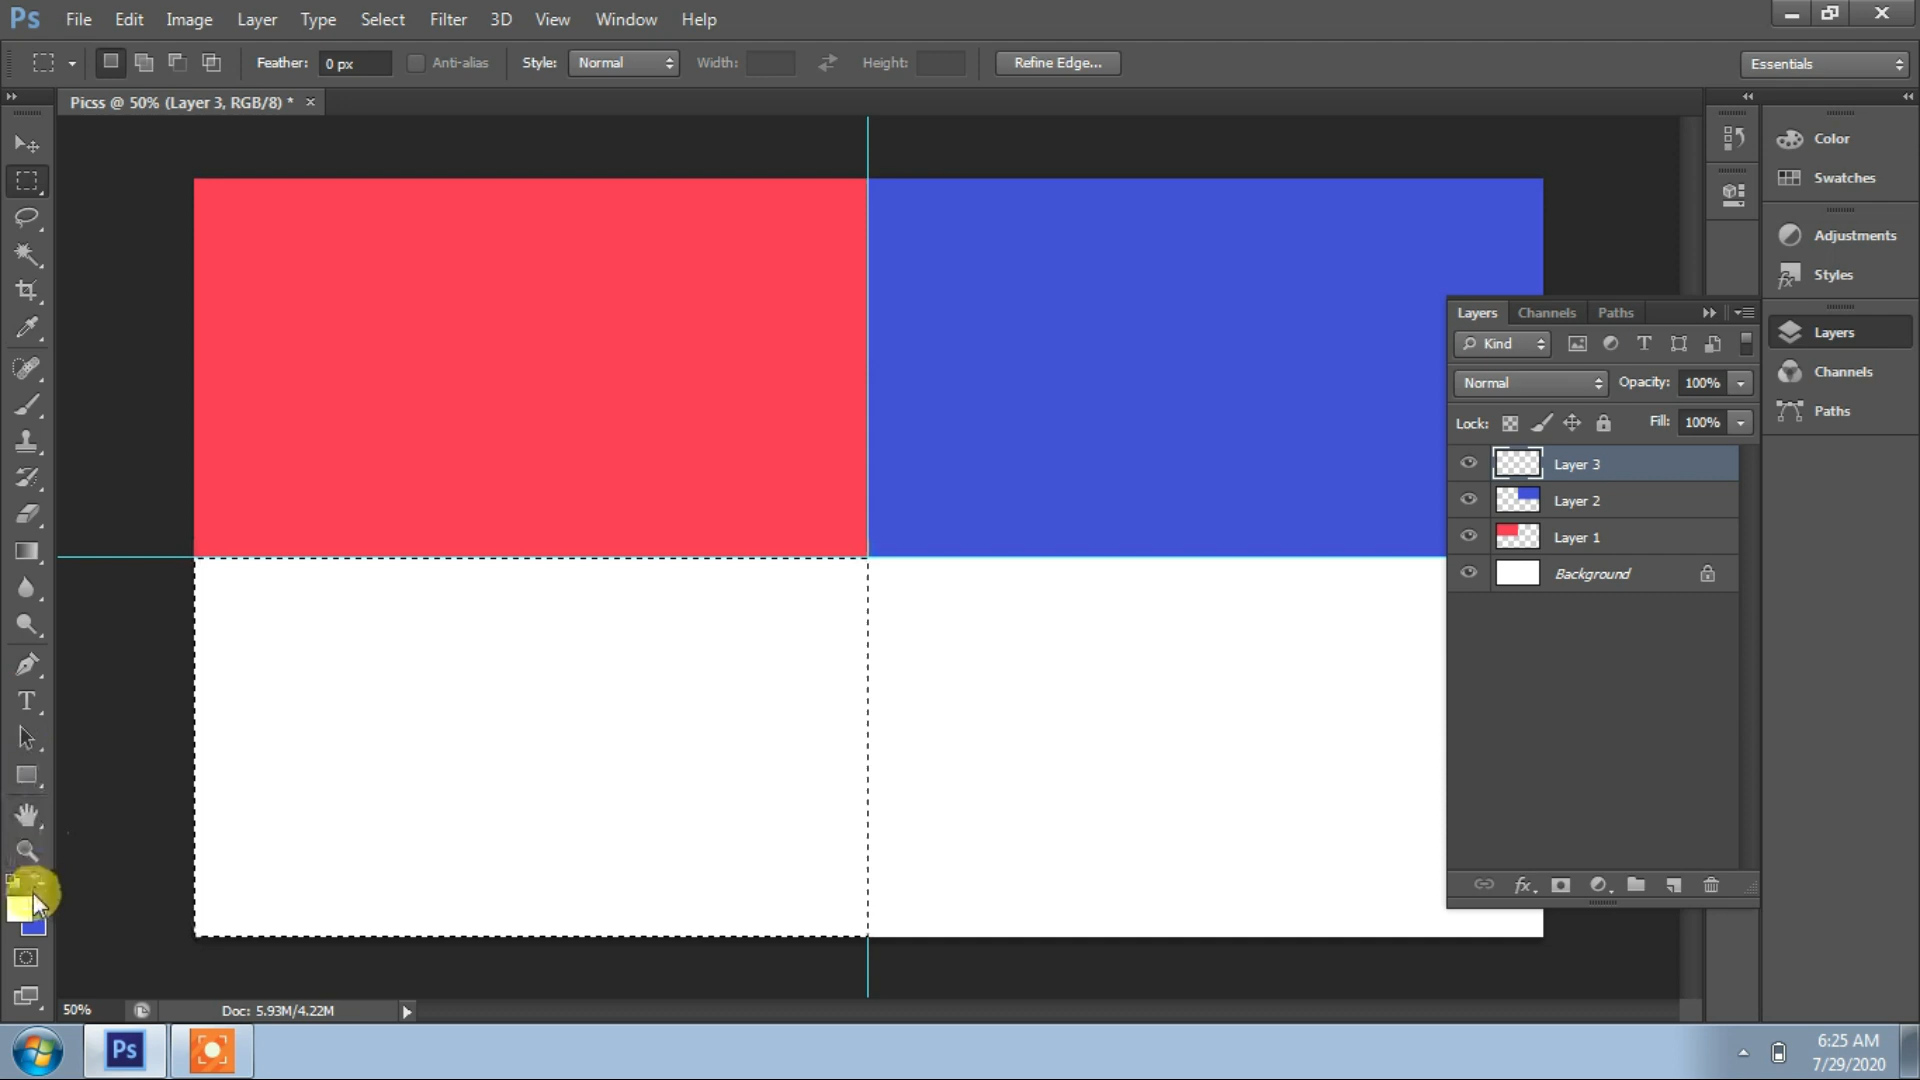 Ps File Edit Image Layer Type Select Filter 3D View Window Help
Feather: 0 px Anti-alias Style: Normal Width: Height: Refine Edge... Essentials
Picss @ 50% (Layer 3, RGB/8) * ×
Color
Swatches
Adjustments
Styles
Layers
Channels
Paths
Layers Channels Paths
Kind
Normal Opacity: 100%
Lock: Fill: 100%
Layer 3
Layer 2
Layer 1
Background
fx
50% Doc: 5.93M/4.22M
Ps
6:25 AM
7/29/2020